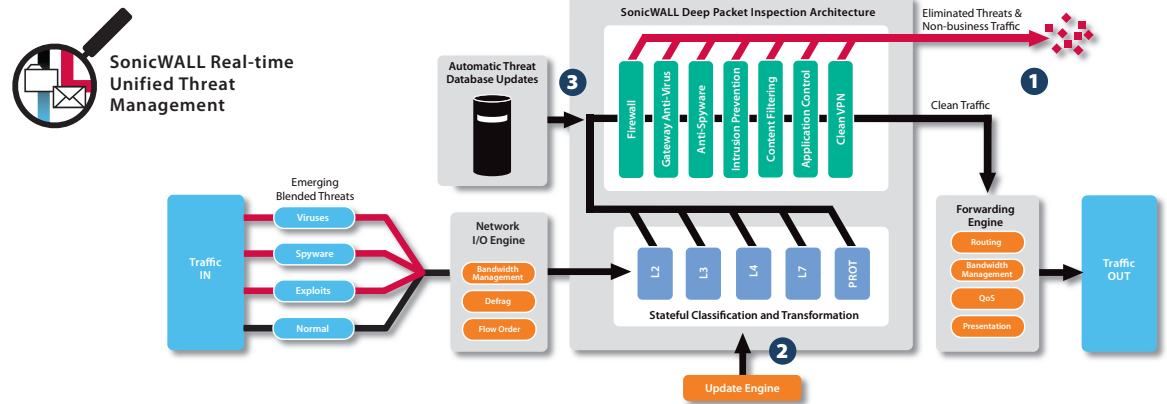 SonicWALL Real-time
Unified Threat
Management
SonicWALL Deep Packet Inspection Architecture
Eliminated Threats &
Non-business Traffic
1
Automatic Threat
Database Updates
3
Firewall
Gateway Anti-Virus
Anti-Spyware
Intrusion Prevention
Content Filtering
Application Control
Clean VPN
Clean Traffic
Emerging
Blended Threats
Traffic
IN
Viruses
Spyware
Exploits
Normal
Network
I/O Engine
Bandwidth
Management
Defrag
Flow Order
L2
L3
L4
L7
PROT
Stateful Classification and Transformation
2
Update Engine
Forwarding
Engine
Routing
Bandwidth
Management
QoS
Presentation
Traffic
OUT